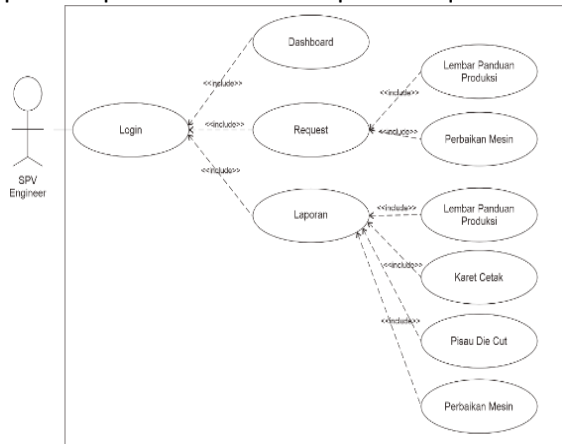 Dashboard
<<include>>
Lembar Panduan
Produksi
<<include>>
SPV
Engineer
Login
<<include>>
Request
Perbaikan Mesin
<<include>>
<<include>>
Laporan
<<include>>
Lembar Panduan
Produksi
<<include>>
Karet Cetak
<<include>>
Pisau Die Cut
Perbaikan Mesin